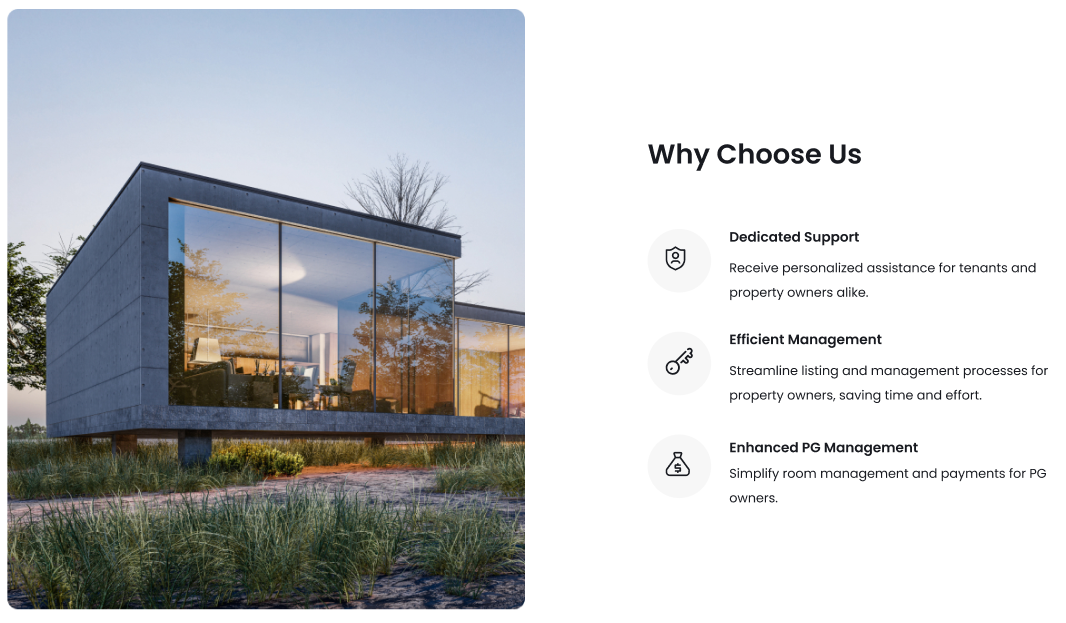 Why Choose Us
Dedicated Support
Receive personalized assistance for tenants and
property owners alike.
Efficient Management
Streamline listing and management processes for
property owners, saving time and effort.
Enhanced PG Management
Simplify room management and payments for PG
owners.